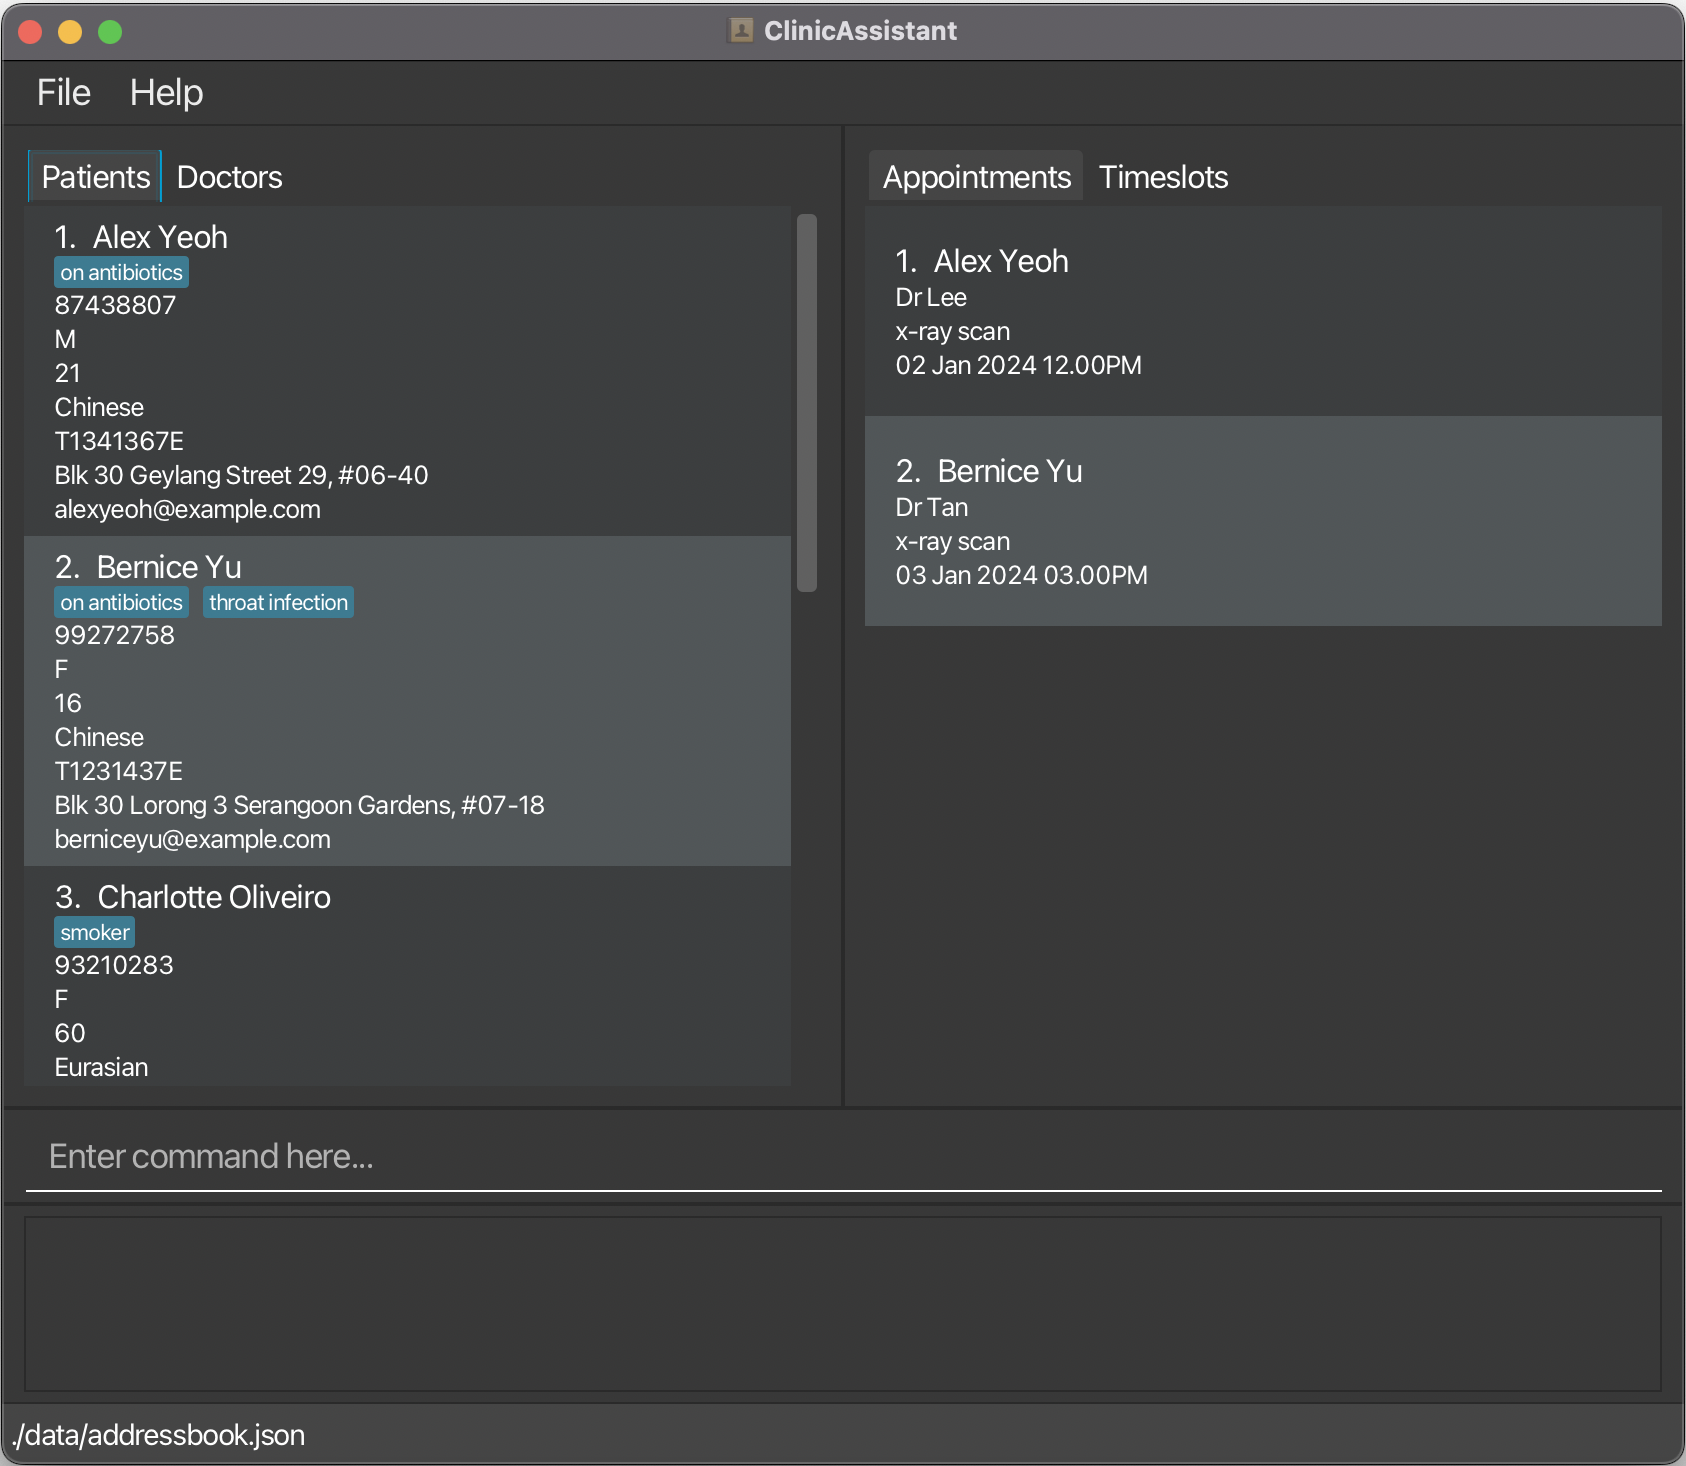 ClinicAssistant
File Help
Patients Doctors
1. Alex Yeoh
on antibiotics
87438807
M
21
Chinese
T1341367E
Blk 30 Geylang Street 29, #06-40
alexyeoh@example.com
2. Bernice Yu
on antibiotics throat infection
99272758
F
16
Chinese
T1231437E
Blk 30 Lorong 3 Serangoon Gardens, #07-18
berniceyu@example.com
3. Charlotte Oliveiro
smoker
93210283
F
60
Eurasian
Appointments Timeslots
1. Alex Yeoh
Dr Lee
x-ray scan
02 Jan 2024 12.00PM
2. Bernice Yu
Dr Tan
x-ray scan
03 Jan 2024 03.00PM
Enter command here...
./data/addressbook.json